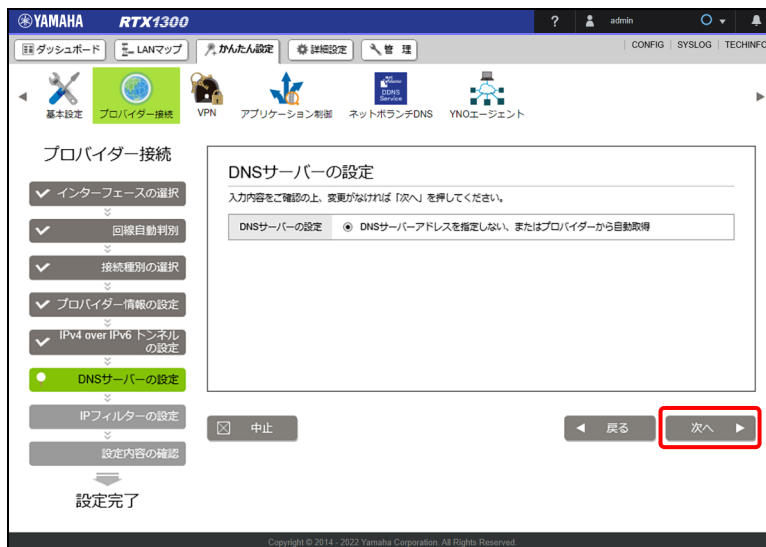 YAMAHA RTX1300 ? admin
ダッシュボード LANマップ かんたん設定 詳細設定 管 理 CONFIG SYSLOG TECHINFO
DDNS
Service
基本設定 プロバイダー接続 VPN アプリケーション制御 ネットボランチDNS YNOエージェント
プロバイダー接続
インターフェースの選択
回線自動判別
接続種別の選択
プロバイダー情報の設定
IPv4 over IPv6 トンネル
の設定
DNSサーバーの設定
IPフィルターの設定
設定内容の確認
設定完了
DNSサーバーの設定
入力内容をご確認の上、変更がなければ「次へ」を押してください。
DNSサーバーの設定 DNSサーバーアドレスを指定しない、またはプロバイダーから自動取得
中止 戻る 次へ
Copyright © 2014 - 2022 Yamaha Corporation. All Rights Reserved.